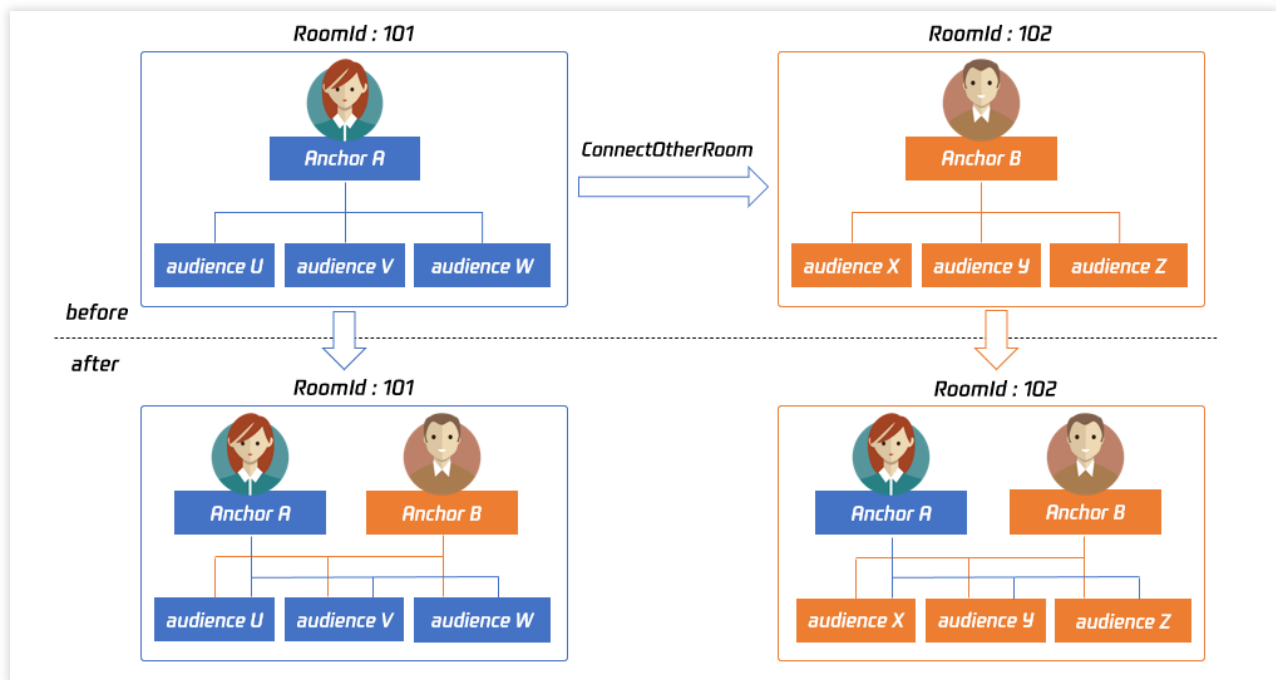 RoomId : 101
RoomId : 102
Anchor A
ConnectOtherRoom
Anchor B
audience U
audience V
audience W
audience X
audience Y
audience Z
before
after
RoomId : 101
RoomId : 102
Anchor A
Anchor B
Anchor A
Anchor B
audience U
audience V
audience W
audience X
audience Y
audience Z